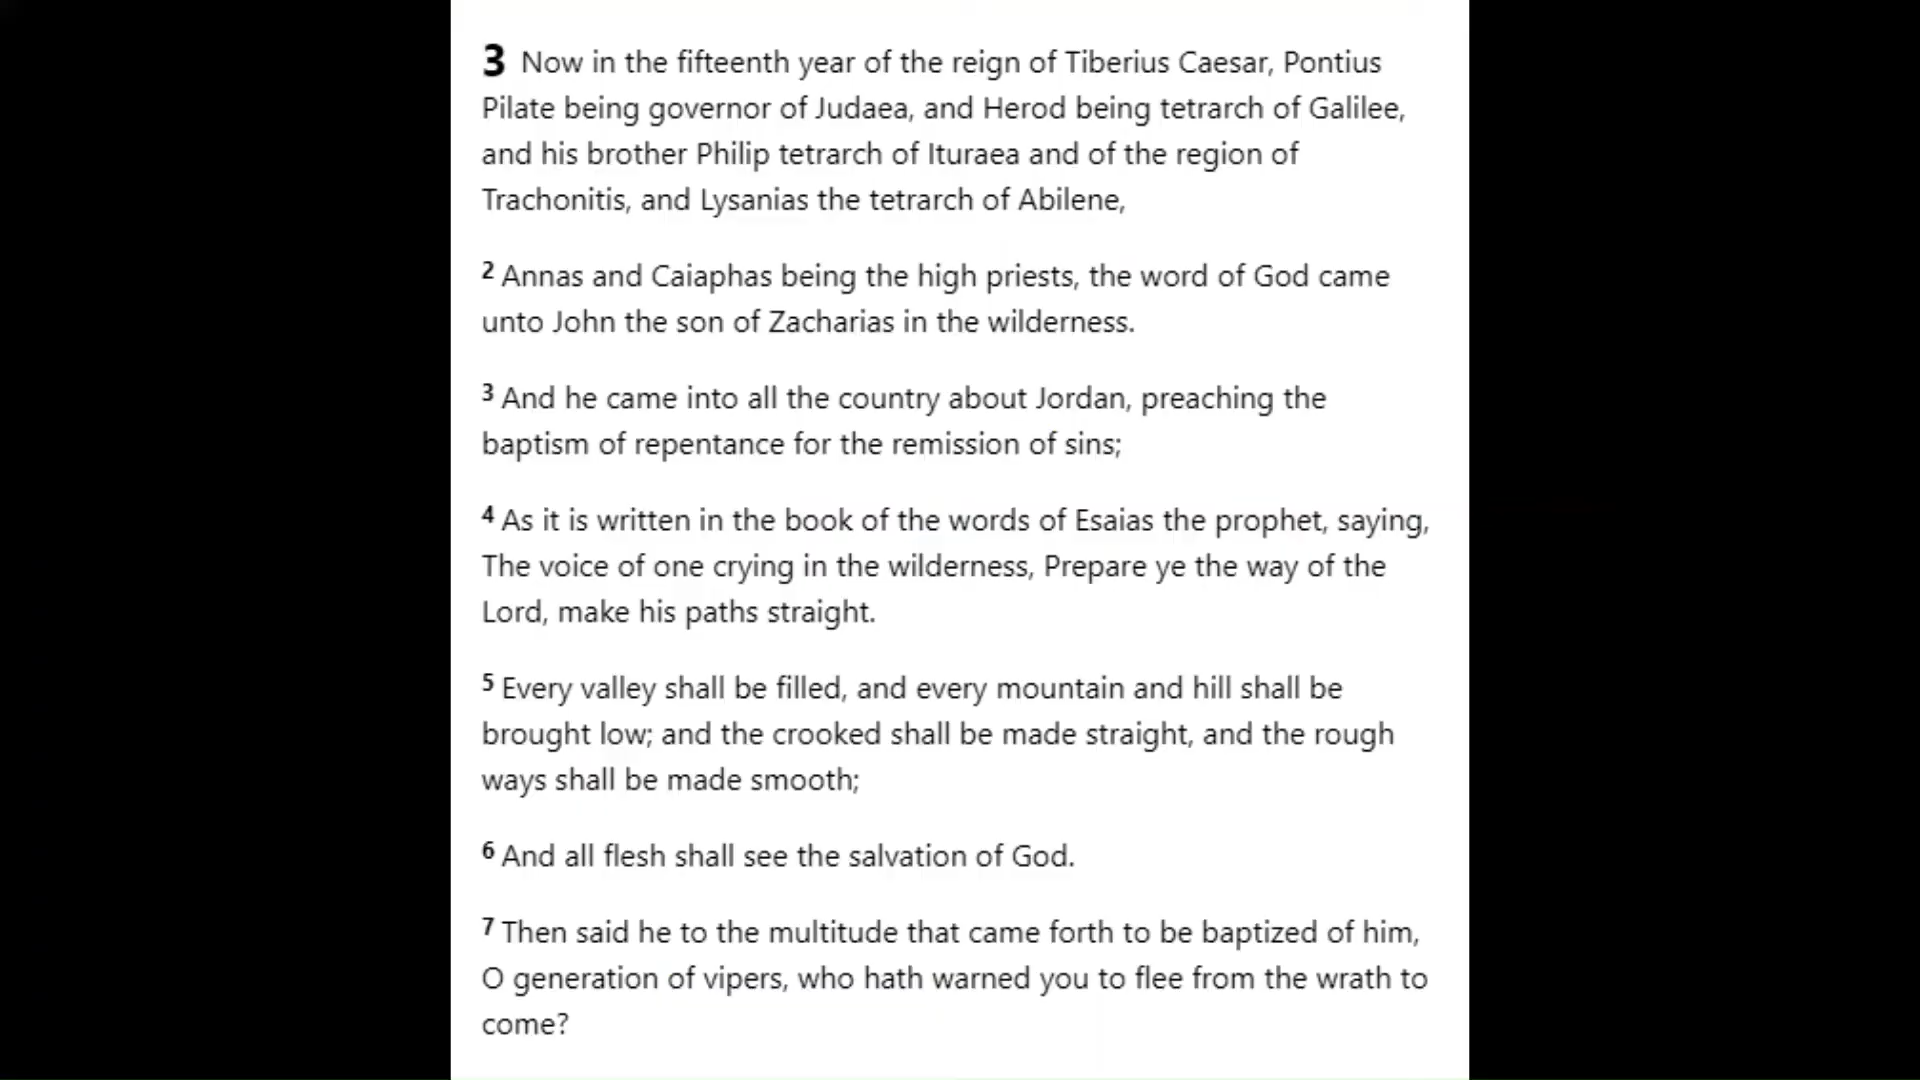 3 Now in the fifteenth year of the reign of Tiberius Caesar, Pontius
Pilate being governor of Judaea, and Herod being tetrarch of Galilee,
and his brother Philip tetrarch of Ituraea and of the region of
Trachonitis, and Lysanias the tetrarch of Abilene,
2 Annas and Caiaphas being the high priests, the word of God came
unto John the son of Zacharias in the wilderness.
3 And he came into all the country about Jordan, preaching the
baptism of repentance for the remission of sins;
4 As it is written in the book of the words of Esaias the prophet, saying,
The voice of one crying in the wilderness, Prepare ye the way of the
Lord, make his paths straight.
5 Every valley shall be filled, and every mountain and hill shall be
brought low; and the crooked shall be made straight, and the rough
ways shall be made smooth;
6 And all flesh shall see the salvation of God.
7 Then said he to the multitude that came forth to be baptized of him,
O generation of vipers, who hath warned you to flee from the wrath to
come?